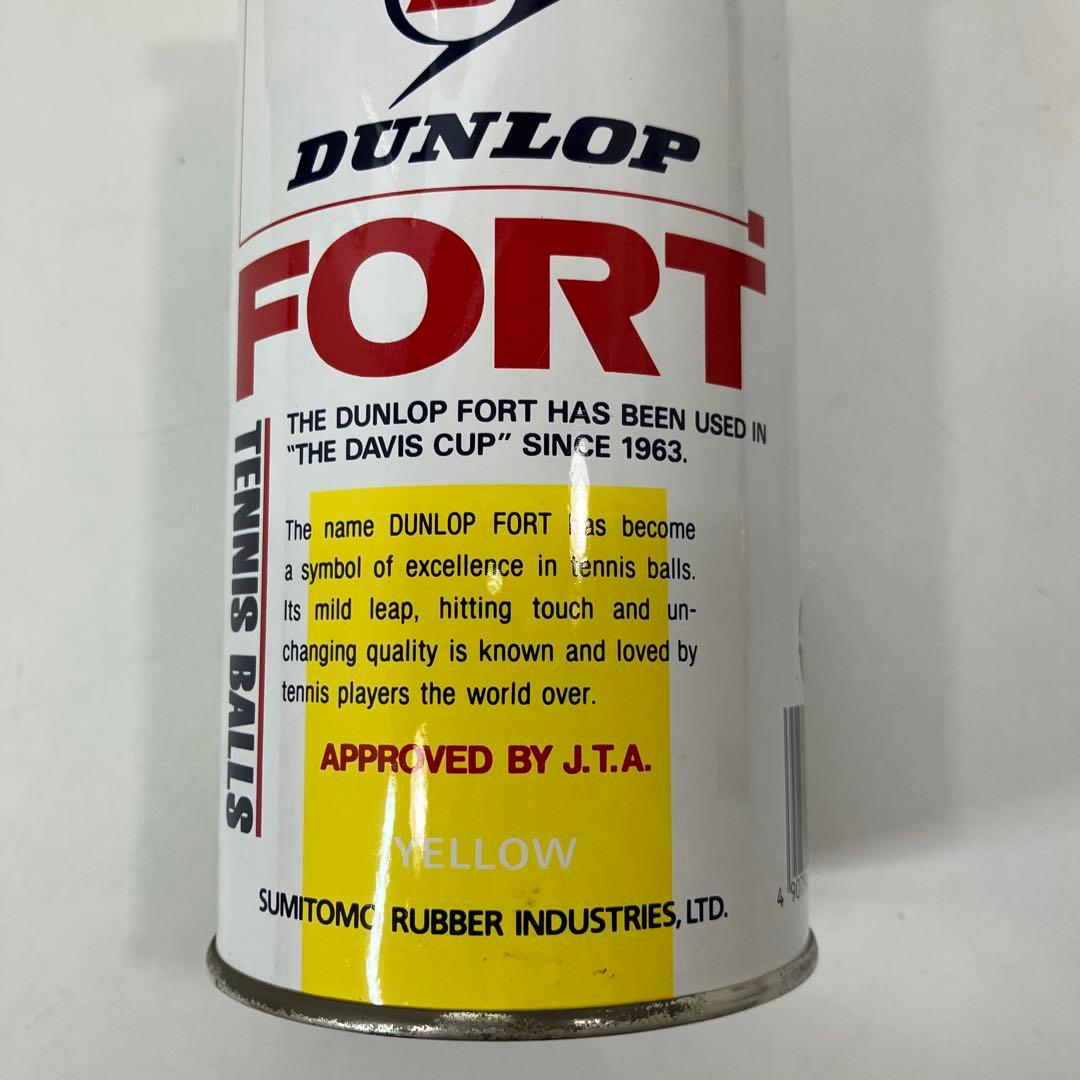 DUNLOP
FORT
TENNIS BALLS
THE DUNLOP FORT HAS BEEN USED IN
"THE DAVIS CUP" SINCE 1963.
The name DUNLOP FORT has become
a symbol of excellence in tennis balls.
Its mild leap, hitting touch and un-
changing quality is known and loved by
tennis players the world over.
APPROVED BY J.T.A.
YELLOW
SUMITOMO RUBBER INDUSTRIES, LTD.